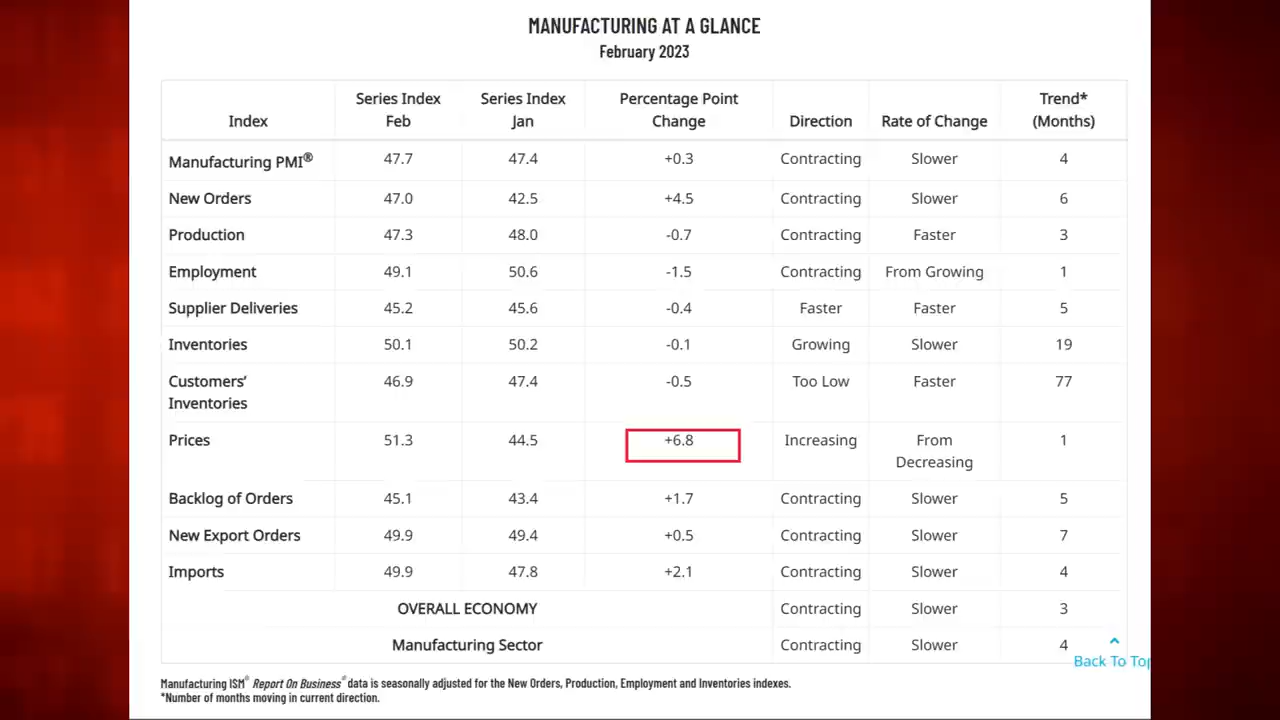 MANUFACTURING AT A GLANCE
February 2023
Index Series Index Feb Series Index Jan Percentage Point Change Direction Rate of Change Trend* (Months)
Manufacturing PMI® 47.7 47.4 +0.3 Contracting Slower 4
New Orders 47.0 42.5 +4.5 Contracting Slower 6
Production 47.3 48.0 -0.7 Contracting Faster 3
Employment 49.1 50.6 -1.5 Contracting From Growing 1
Supplier Deliveries 45.2 45.6 -0.4 Faster Faster 5
Inventories 50.1 50.2 -0.1 Growing Slower 19
Customers’ Inventories 46.9 47.4 -0.5 Too Low Faster 77
Prices 51.3 44.5 +6.8 Increasing From Decreasing 1
Backlog of Orders 45.1 43.4 +1.7 Contracting Slower 5
New Export Orders 49.9 49.4 +0.5 Contracting Slower 7
Imports 49.9 47.8 +2.1 Contracting Slower 4
OVERALL ECONOMY Contracting Slower 3
Manufacturing Sector Contracting Slower 4
Back To Top
Manufacturing ISM® Report On Business® data is seasonally adjusted for the New Orders, Production, Employment and Inventories indexes.
*Number of months moving in current direction.